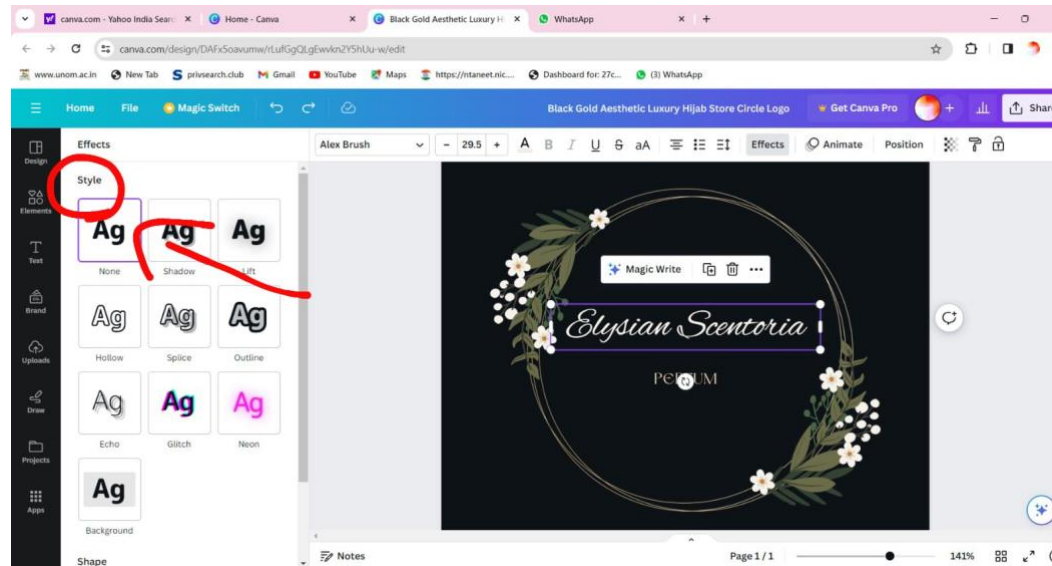 canva.com - Yahoo India Sear
Home - Canva
Black Gold Aesthetic Luxury H
WhatsApp
canva.com/design/DAFx5oavumw/rLufGgQLgEwvkn2Y5hUu-w/edit
www.unom.ac.in
New Tab
privsearch.club
Gmail
YouTube
Maps
https://ntaneet.nic....
Dashboard for: 27c...
(3) WhatsApp
Home
File
Magic Switch
Black Gold Aesthetic Luxury Hijab Store Circle Logo
Get Canva Pro
Shar
Design
Elements
Text
Brand
Uploads
Draw
Projects
Apps
Effects
Style
Ag
None
Ag
Shadow
Ag
Lift
Ag
Hollow
Ag
Splice
Ag
Outline
Ag
Echo
Ag
Glitch
Ag
Neon
Ag
Background
Shape
Alex Brush
- 29.5 +
A B I U S aA
Effects
Animate
Position
Magic Write
Elysian Scentoria
Notes
Page 1 / 1
141%